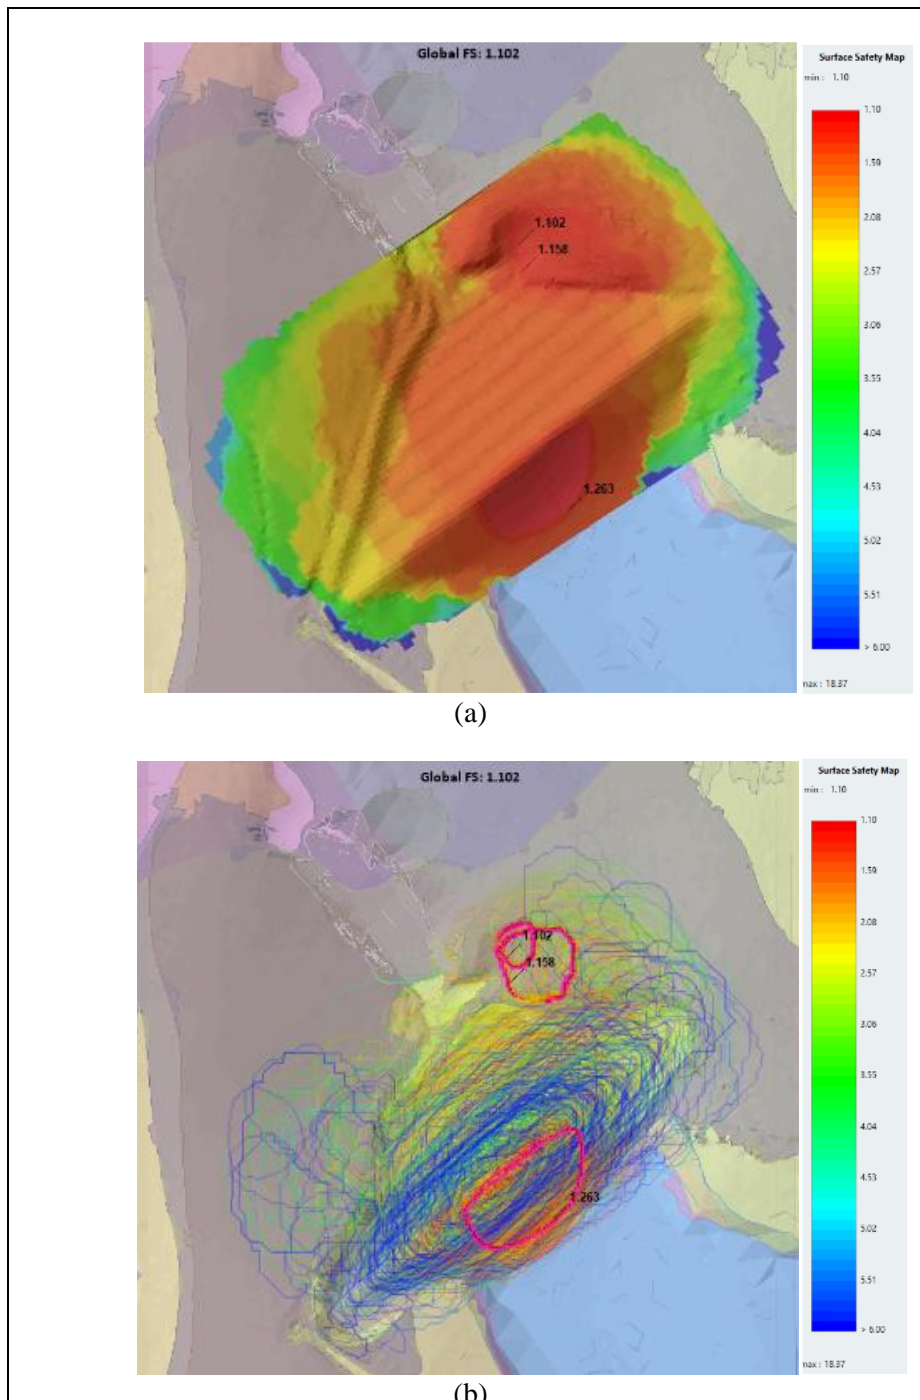 Global FS: 1.102
Surface Safety Map
min : 1.10
1.10
1.59
2.08
2.57
3.06
3.55
4.04
4.53
5.02
5.51
> 6.00
max : 18.37
1.102
1.158
1.263
(a)
Global FS: 1.102
Surface Safety Map
min : 1.10
1.10
1.59
2.08
2.57
3.06
3.55
4.04
4.53
5.02
5.51
> 6.00
max : 18.37
1.102
1.158
1.263
(b)